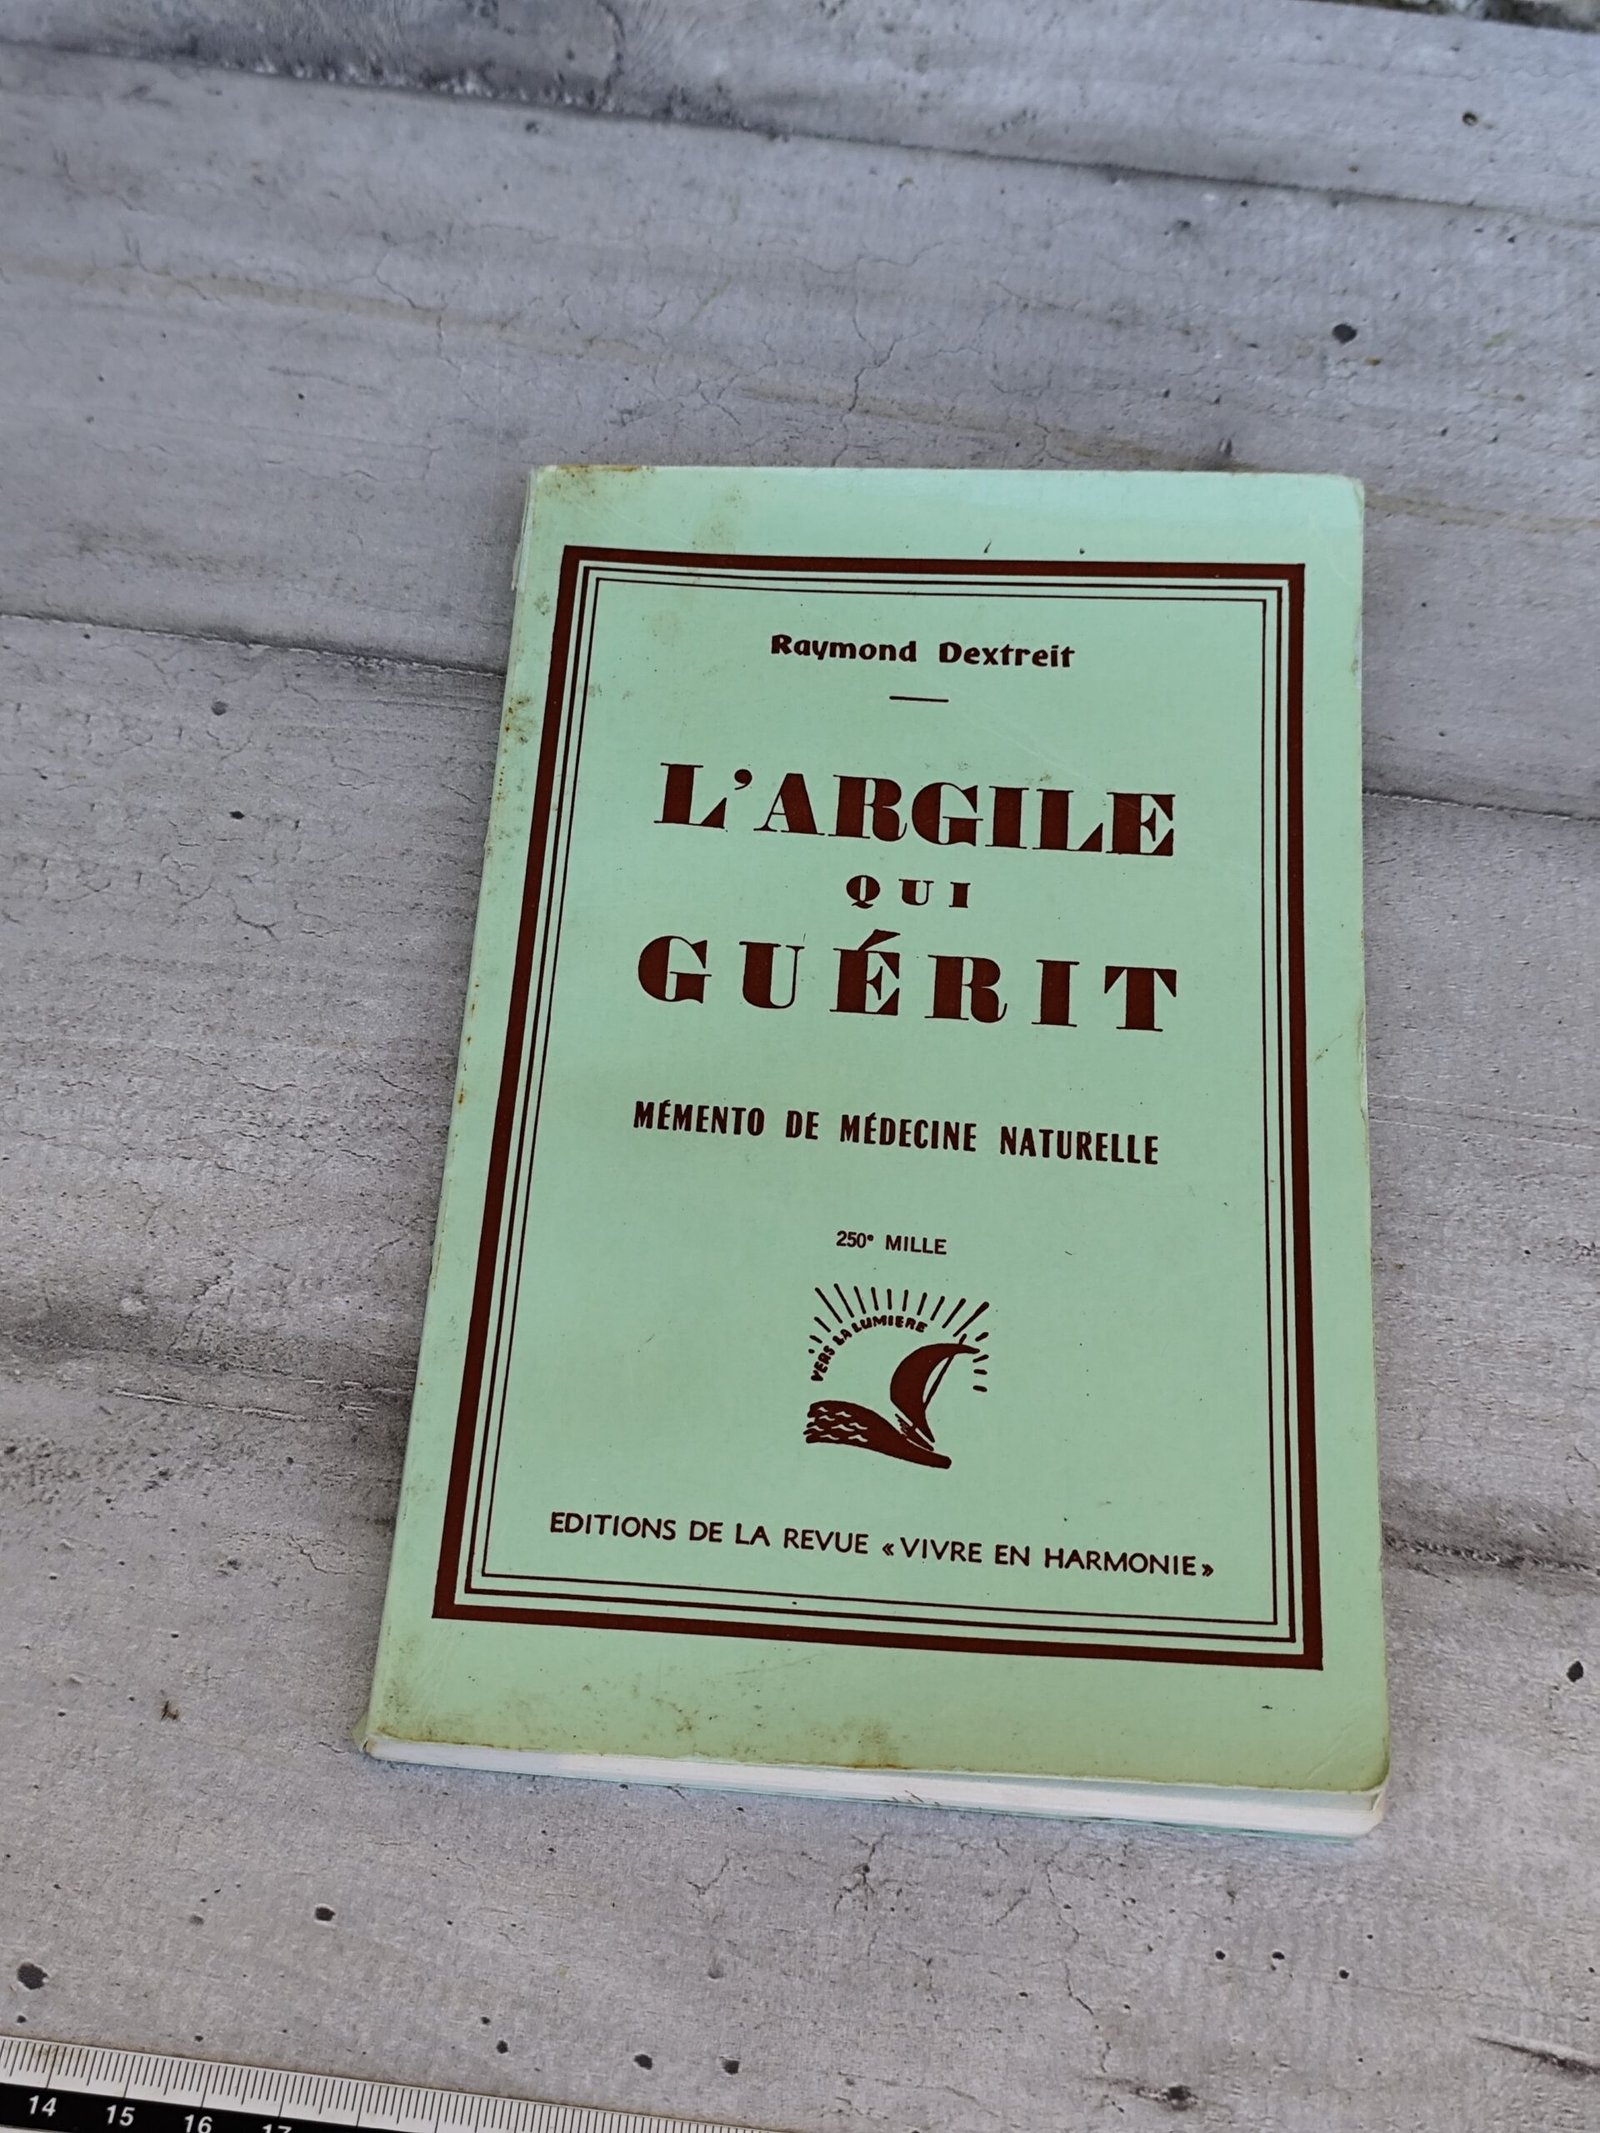 Raymond Dextreit
L'ARGILE
QUI
GUÉRIT
MÉMENTO DE MÉDECINE NATURELLE
250e MILLE
VERS LA LUMIERE
EDITIONS DE LA REVUE « VIVRE EN HARMONIE »
14 15 16 17